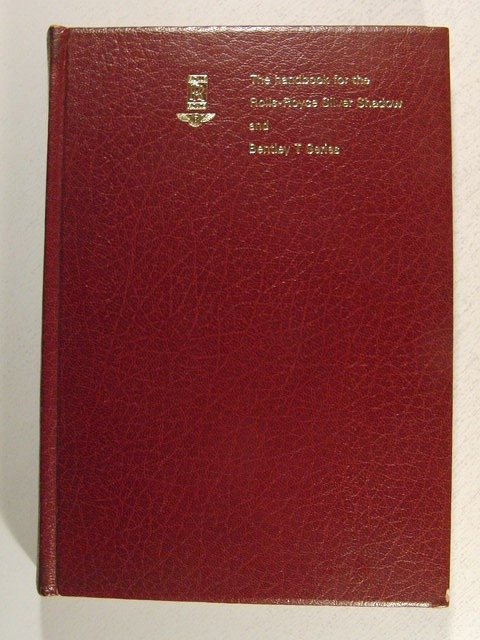 The handbook for the
Rolls-Royce Silver Shadow
and
Bentley T Series